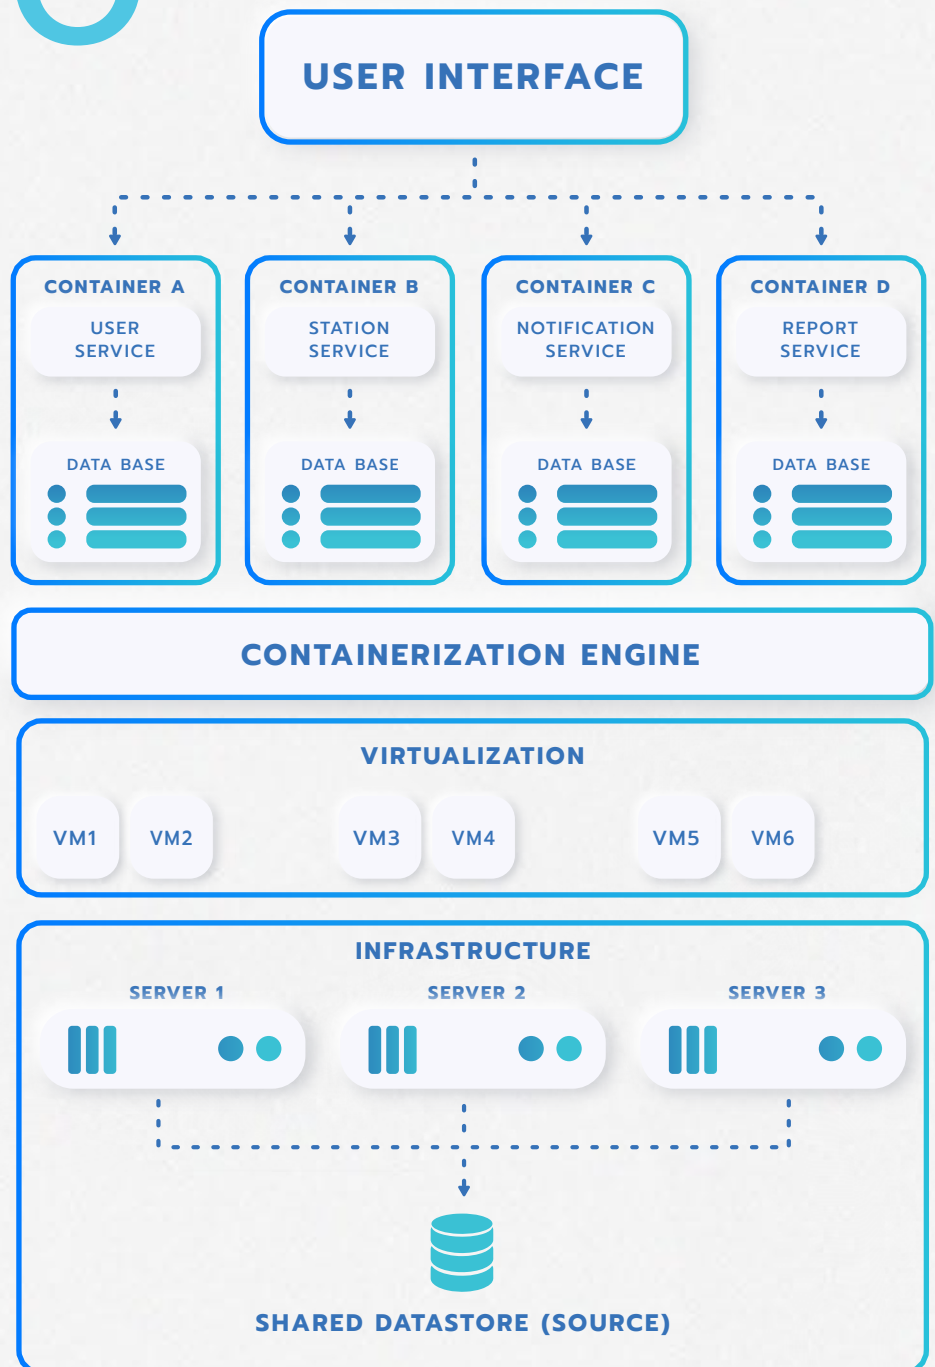 USER INTERFACE
CONTAINER A
USER
SERVICE
DATA BASE
CONTAINER B
STATION
SERVICE
DATA BASE
CONTAINER C
NOTIFICATION
SERVICE
DATA BASE
CONTAINER D
REPORT
SERVICE
DATA BASE
CONTAINERIZATION ENGINE
VIRTUALIZATION
VM1
VM2
VM3
VM4
VM5
VM6
INFRASTRUCTURE
SERVER 1
SERVER 2
SERVER 3
SHARED DATASTORE (SOURCE)